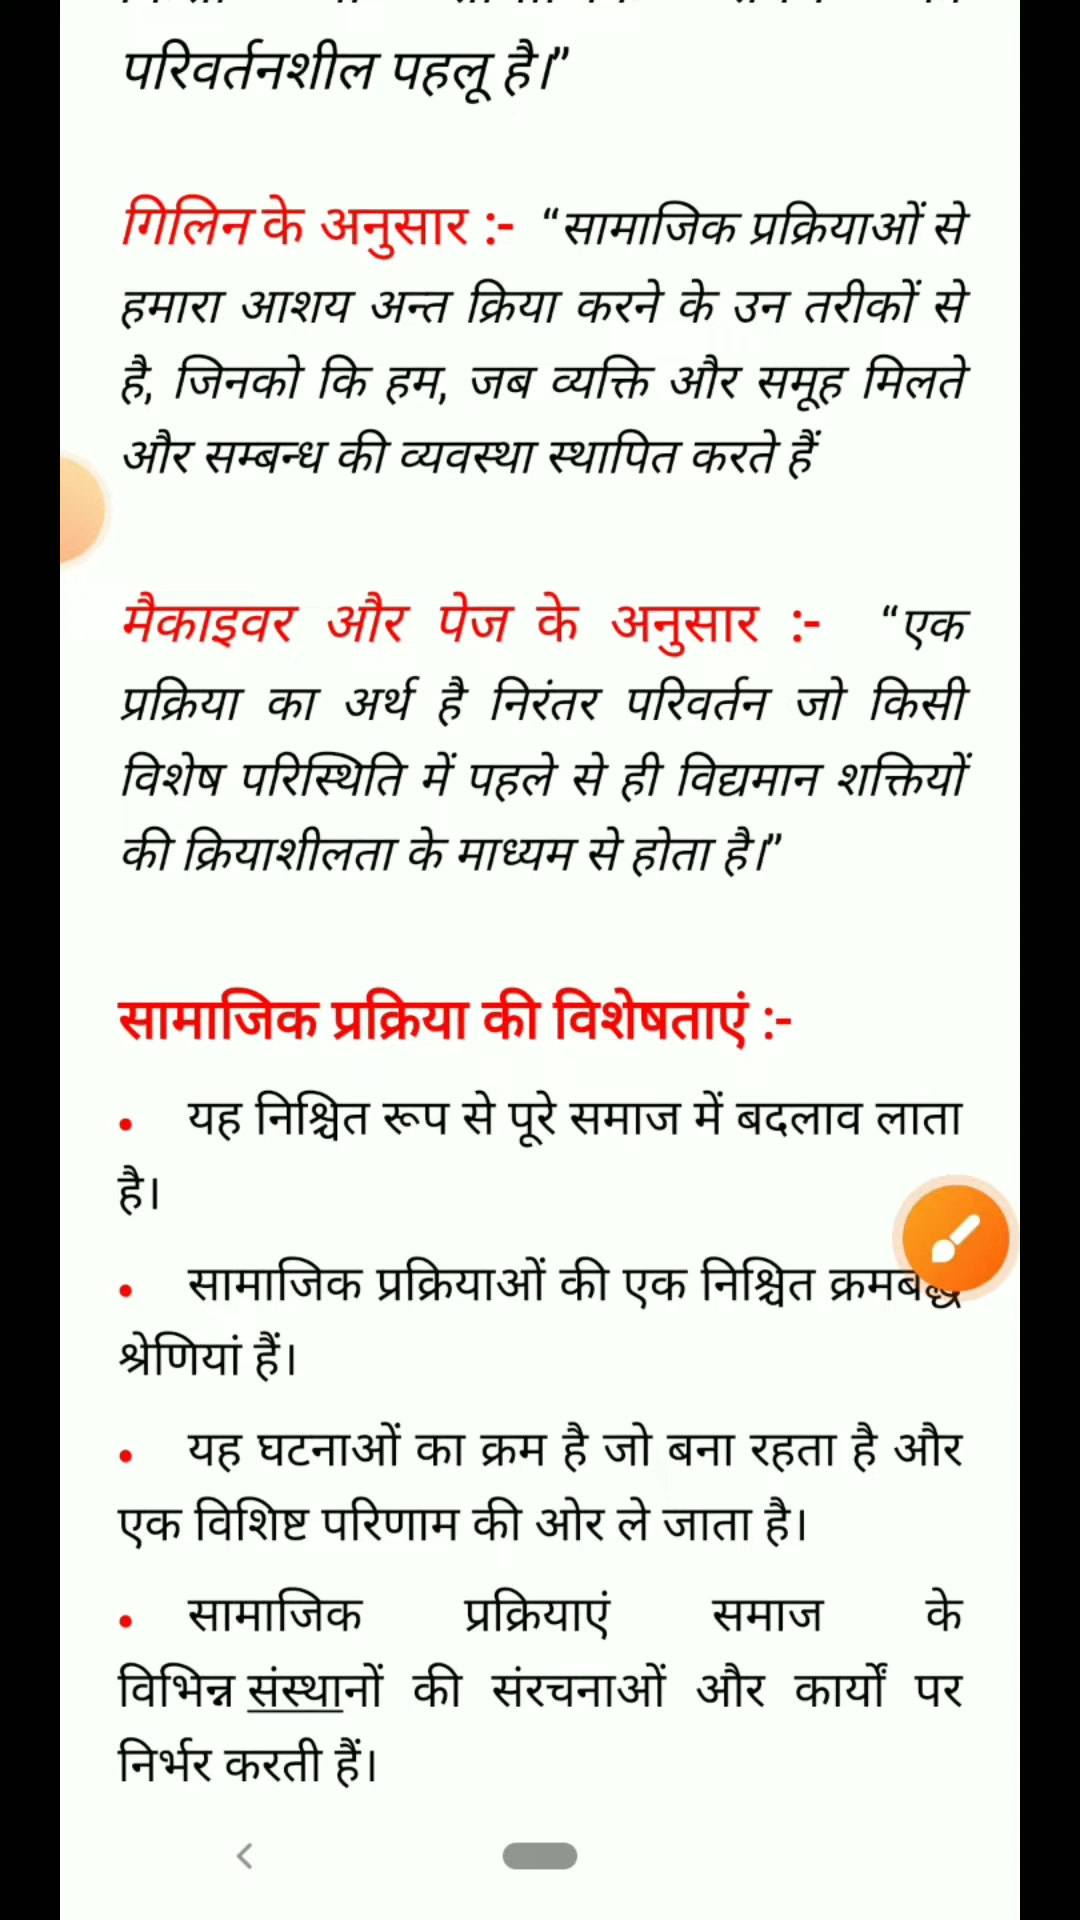 परिवर्तनशील पहलू है।”
गिलिन के अनुसार :- “सामाजिक प्रक्रियाओं से
हमारा आशय अन्त क्रिया करने के उन तरीकों से
है, जिनको कि हम, जब व्यक्ति और समूह मिलते
और सम्बन्ध की व्यवस्था स्थापित करते हैं
मैकाइवर और पेज के अनुसार :- “एक
प्रक्रिया का अर्थ है निरंतर परिवर्तन जो किसी
विशेष परिस्थिति में पहले से ही विद्यमान शक्तियों
की क्रियाशीलता के माध्यम से होता है।”
सामाजिक प्रक्रिया की विशेषताएं :-
• यह निश्चित रूप से पूरे समाज में बदलाव लाता
है।
• सामाजिक प्रक्रियाओं की एक निश्चित क्रमबद्ध
श्रेणियां हैं।
• यह घटनाओं का क्रम है जो बना रहता है और
एक विशिष्ट परिणाम की ओर ले जाता है।
• सामाजिक प्रक्रियाएं समाज के
विभिन्न संस्थानों की संरचनाओं और कार्यों पर
निर्भर करती हैं।